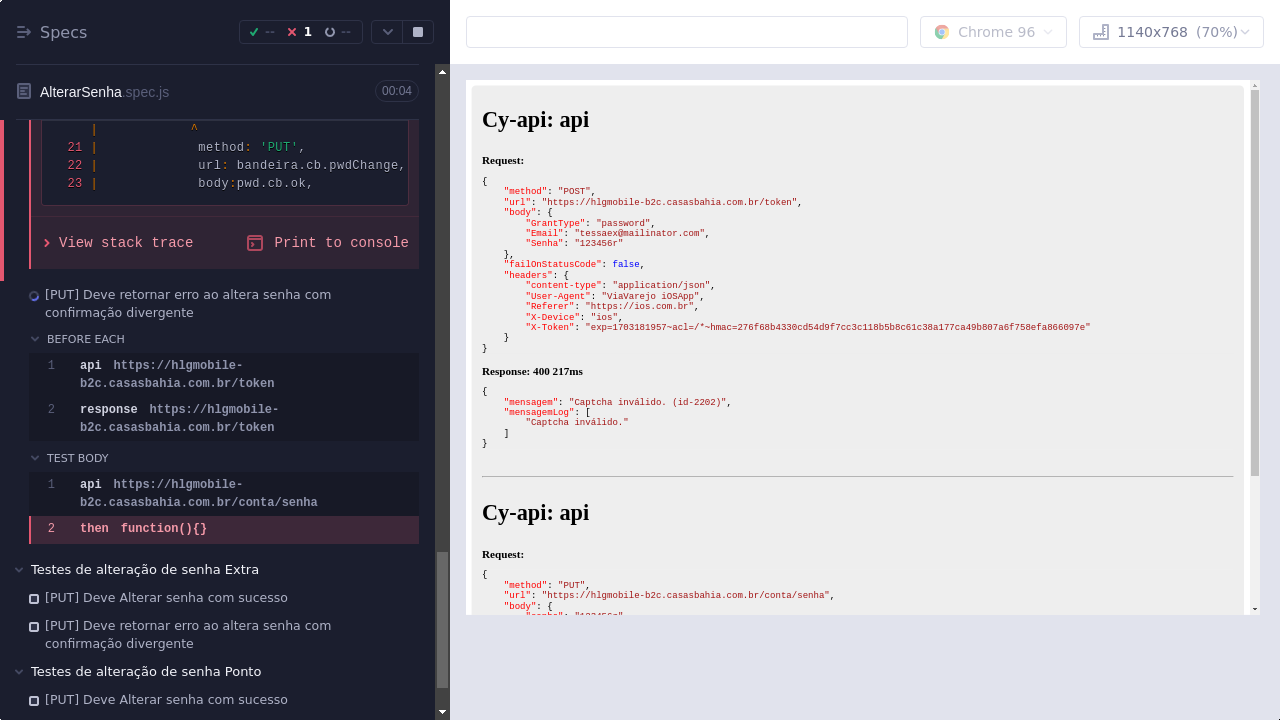 Specs
-- 1 --
Chrome 96
1140x768 (70%)
AlterarSenha.spec.js
00:04
| ^
21 | method: 'PUT',
22 | url: bandeira.cb.pwdChange,
23 | body:pwd.cb.ok,
View stack trace
Print to console
[PUT] Deve retornar erro ao altera senha com
confirmação divergente
BEFORE EACH
1 api https://hlgmobile-
b2c.casasbahia.com.br/token
2 response https://hlgmobile-
b2c.casasbahia.com.br/token
TEST BODY
1 api https://hlgmobile-
b2c.casasbahia.com.br/conta/senha
2 then function(){}
Testes de alteração de senha Extra
[PUT] Deve Alterar senha com sucesso
[PUT] Deve retornar erro ao altera senha com
confirmação divergente
Testes de alteração de senha Ponto
[PUT] Deve Alterar senha com sucesso
Cy-api: api
Request:
{
"method": "POST",
"url": "https://hlgmobile-b2c.casasbahia.com.br/token",
"body": {
"GrantType": "password",
"Email": "tessaex@mailinator.com",
"Senha": "123456r"
},
"failOnStatusCode": false,
"headers": {
"content-type": "application/json",
"User-Agent": "ViaVarejo iOSApp",
"Referer": "https://ios.com.br",
"X-Device": "ios",
"X-Token": "exp=1703181957~acl=/*~hmac=276f68b4330cd54d9f7cc3c118b5b8c61c38a177ca49b807a6f758efa866097e"
}
}
Response: 400 217ms
{
"mensagem": "Captcha inválido. (id-2202)",
"mensagemLog": [
"Captcha inválido."
]
}
Cy-api: api
Request:
{
"method": "PUT",
"url": "https://hlgmobile-b2c.casasbahia.com.br/conta/senha",
"body": {